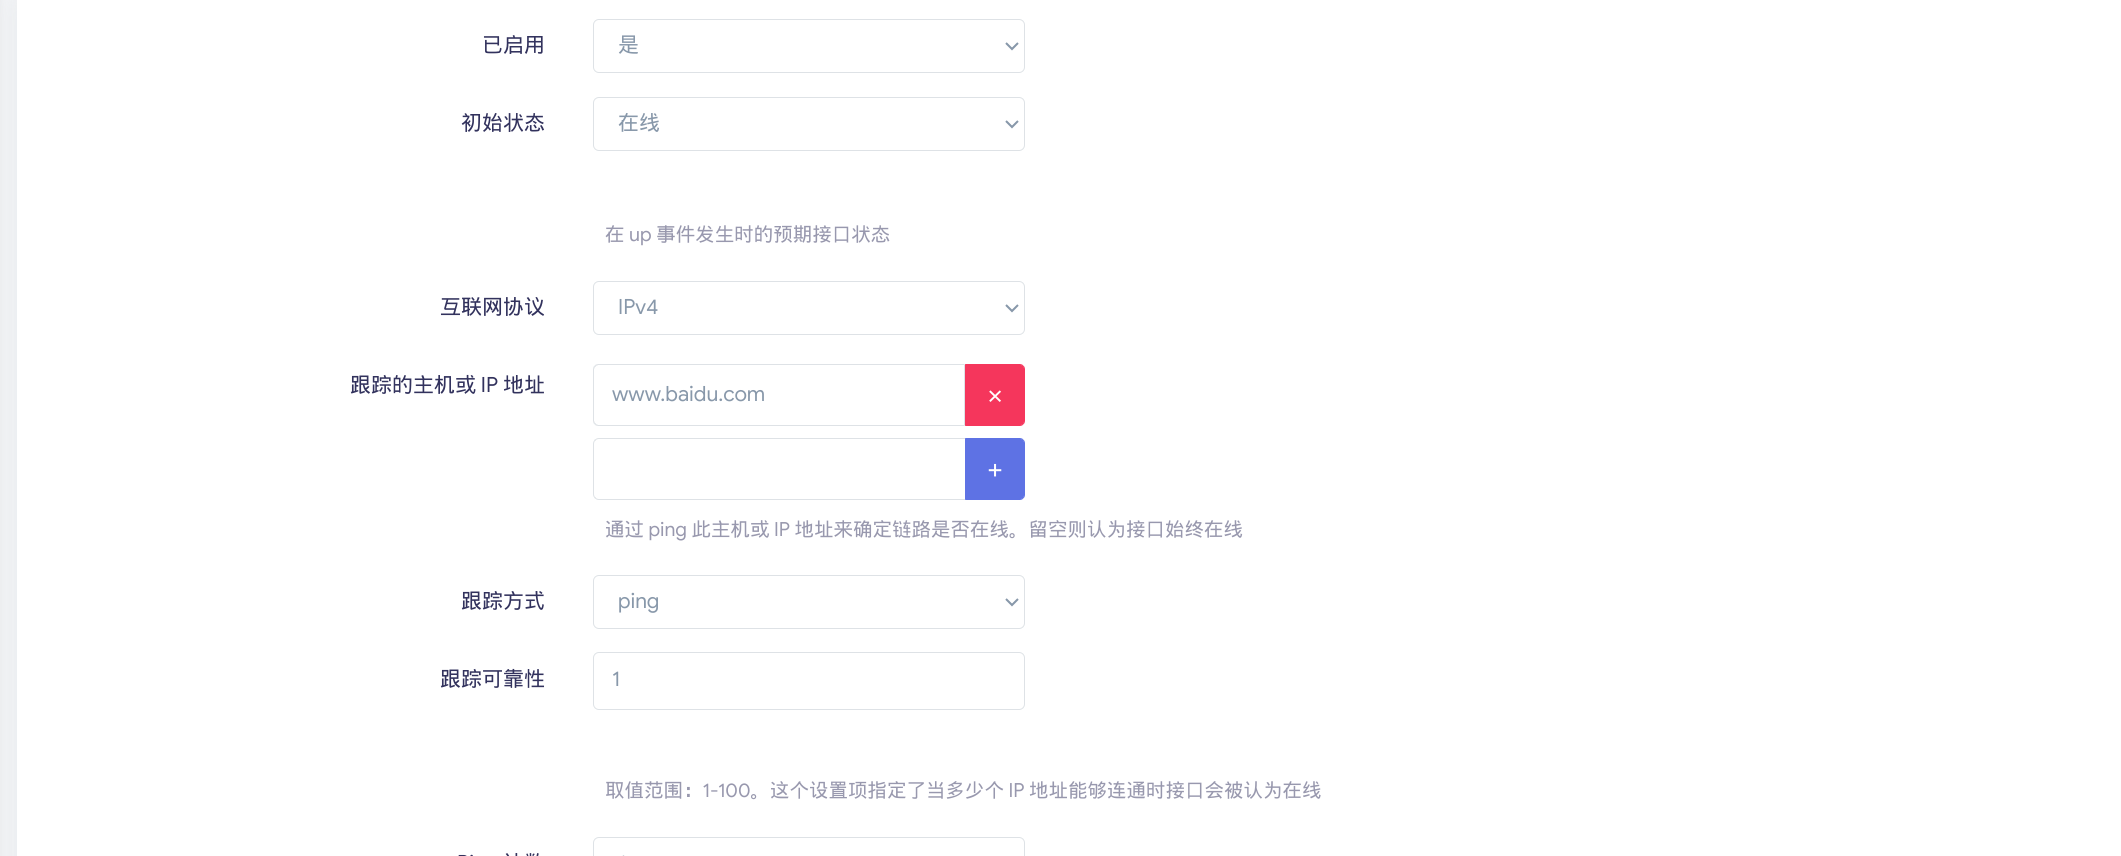 已启用 是
初始状态 在线
在 up 事件发生时的预期接口状态
互联网协议 IPv4
跟踪的主机或 IP 地址 www.baidu.com ×
+
通过 ping 此主机或 IP 地址来确定链路是否在线。留空则认为接口始终在线
跟踪方式 ping
跟踪可靠性 1
取值范围：1-100。这个设置项指定了当多少个 IP 地址能够连通时接口会被认为在线